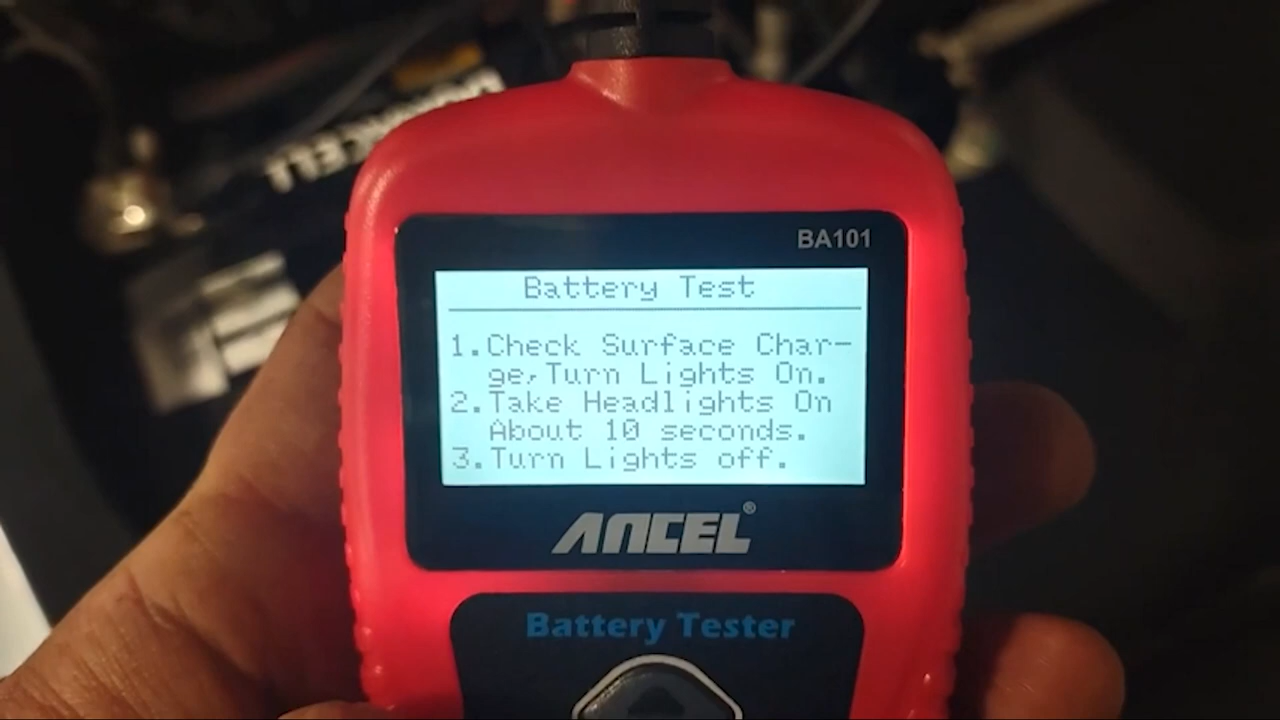 BA101
Battery Test
1.Check Surface Char-
ge,Turn Lights On.
2.Take Headlights On
About 10 seconds.
3.Turn Lights off.
ANCEL®
Battery Tester